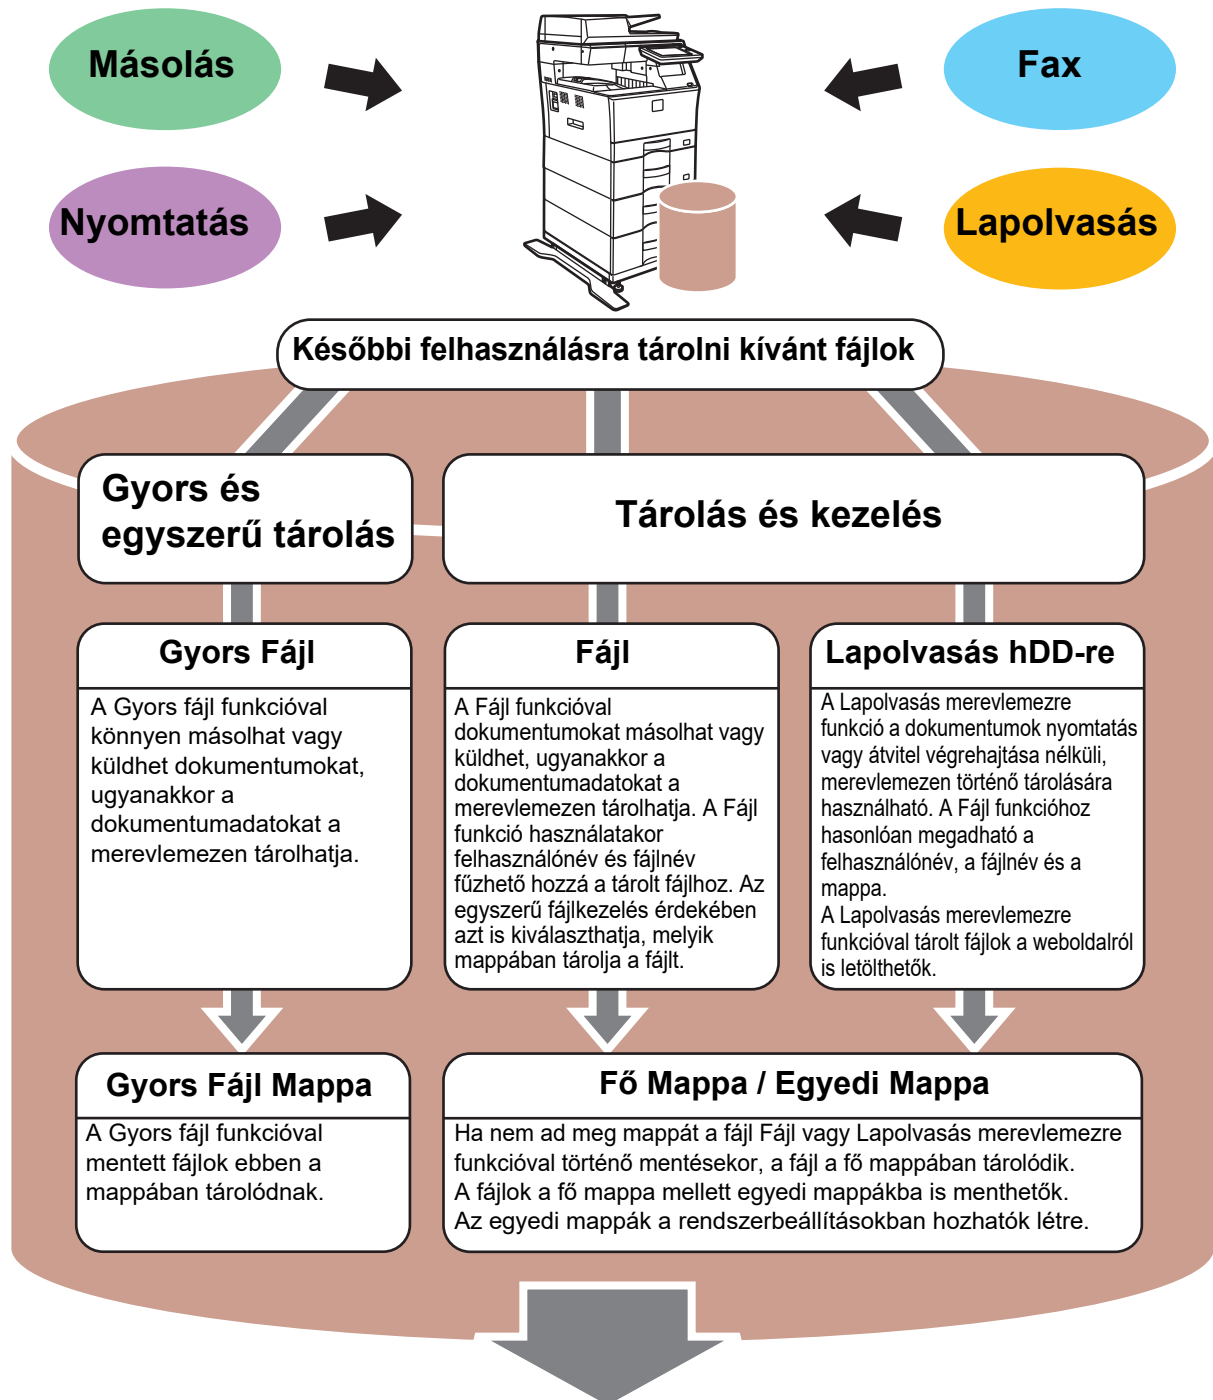 Másolás
Fax
Nyomtatás
Lapolvasás
Későbbi felhasználásra tárolni kívánt fájlok
Gyors és
egyszerű tárolás
Tárolás és kezelés
Gyors Fájl
A Gyors fájl funkcióval
könnyen másolhat vagy
küldhet dokumentumokat,
ugyanakkor a
dokumentumadatokat a
merevlemezen tárolhatja.
Fájl
A Fájl funkcióval
dokumentumokat másolhat vagy
küldhet, ugyanakkor a
dokumentumadatokat a
merevlemezen tárolhatja. A Fájl
funkció használatakor
felhasználónév és fájlnév
fűzhető hozzá a tárolt fájlhoz. Az
egyszerű fájlkezelés érdekében
azt is kiválaszthatja, melyik
mappában tárolja a fájlt.
Lapolvasás hDD-re
A Lapolvasás merevlemezre
funkció a dokumentumok nyomtatás
vagy átvitel végrehajtása nélküli,
merevlemezen történő tárolására
használható. A Fájl funkcióhoz
hasonlóan megadható a
felhasználónév, a fájlnév és a
mappa.
A Lapolvasás merevlemezre
funkcióval tárolt fájlok a weboldalról
is letölthetők.
Gyors Fájl Mappa
A Gyors fájl funkcióval
mentett fájlok ebben a
mappában tárolódnak.
Fő Mappa / Egyedi Mappa
Ha nem ad meg mappát a fájl Fájl vagy Lapolvasás merevlemezre
funkcióval történő mentésekor, a fájl a fő mappában tárolódik.
A fájlok a fő mappa mellett egyedi mappákba is menthetők.
Az egyedi mappák a rendszerbeállításokban hozhatók létre.